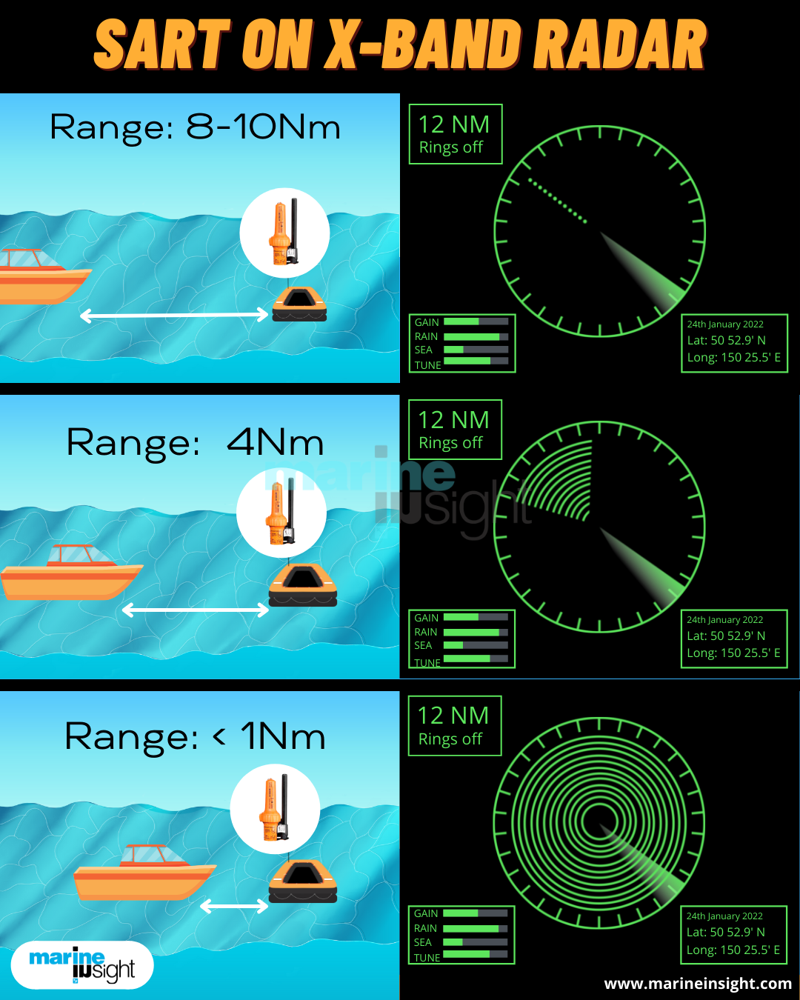 SART ON X-BAND RADAR
Range: 8-10Nm
12 NM
Rings off
GAIN
RAIN
SEA
TUNE
24th January 2022
Lat: 50 52.9' N
Long: 150 25.5' E
Range: 4Nm
12 NM
Rings off
marine
insight
GAIN
RAIN
SEA
TUNE
24th January 2022
Lat: 50 52.9' N
Long: 150 25.5' E
Range: < 1Nm
12 NM
Rings off
GAIN
RAIN
SEA
TUNE
24th January 2022
Lat: 50 52.9' N
Long: 150 25.5' E
marine
insight
www.marineinsight.com